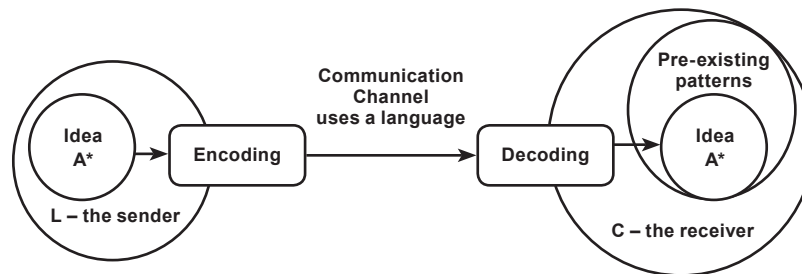 Idea
A*
L – the sender
Encoding
Communication
Channel
uses a language
Decoding
Pre-existing
patterns
Idea
A*
C – the receiver